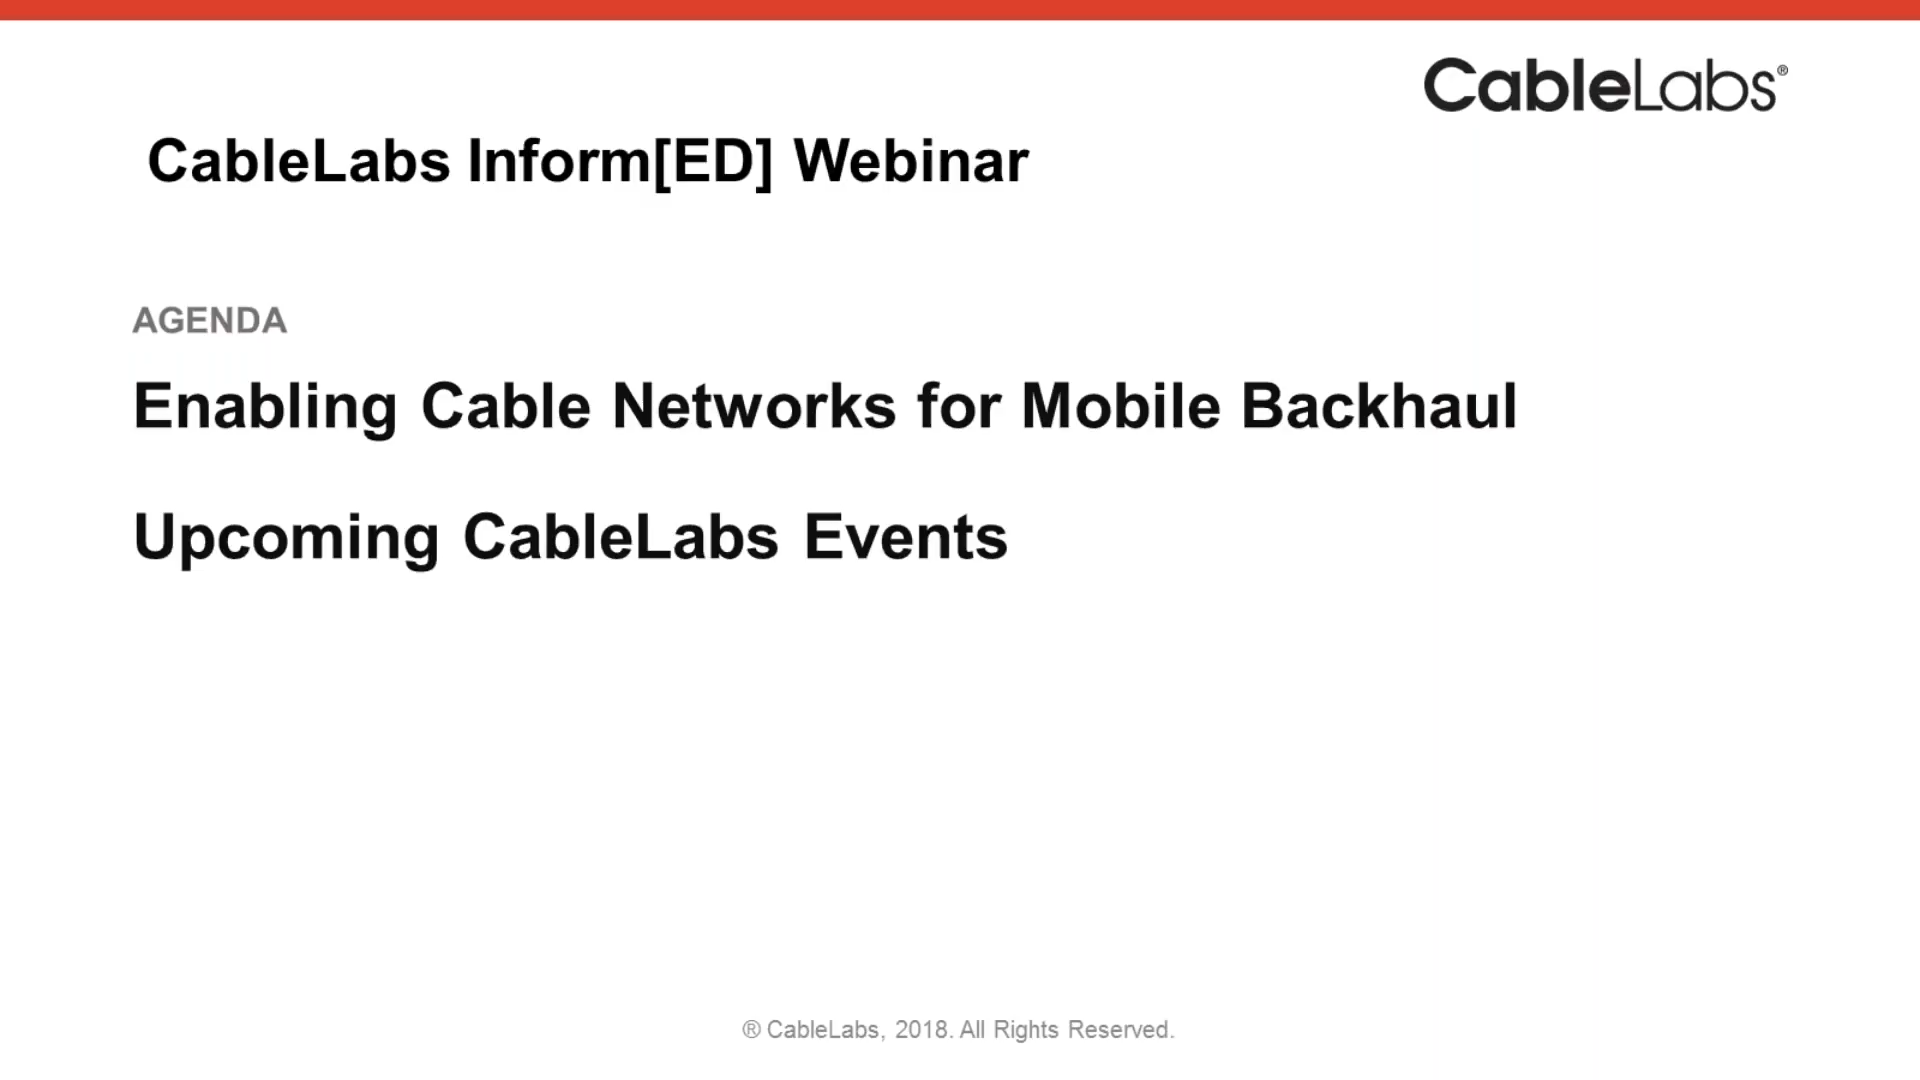 CableLabs®
CableLabs Inform[ED] Webinar
AGENDA
Enabling Cable Networks for Mobile Backhaul
Upcoming CableLabs Events
® CableLabs, 2018. All Rights Reserved.